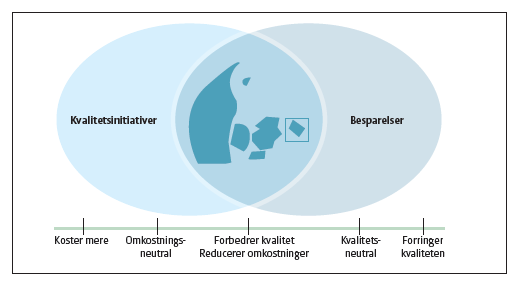 Kvalitetsinitiativer
Besparelser
Koster mere
Omkostnings-
neutral
Forbedrer kvalitet
Reducerer omkostninger
Kvalitets-
neutral
Forringer
kvaliteten